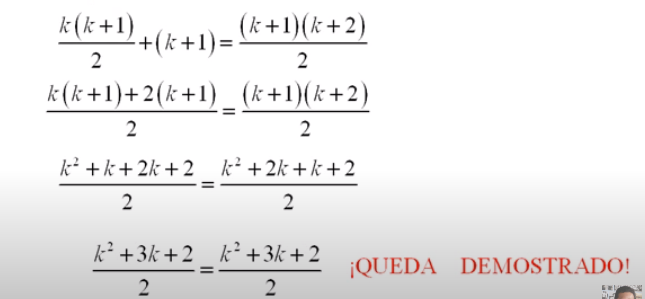 k(k+1)/2 + (k+1) = (k+1)(k+2)/2
k(k+1)+2(k+1)/2 = (k+1)(k+2)/2
k²+k+2k+2/2 = k²+2k+k+2/2
k²+3k+2/2 = k²+3k+2/2 ¡QUEDA DEMOSTRADO!